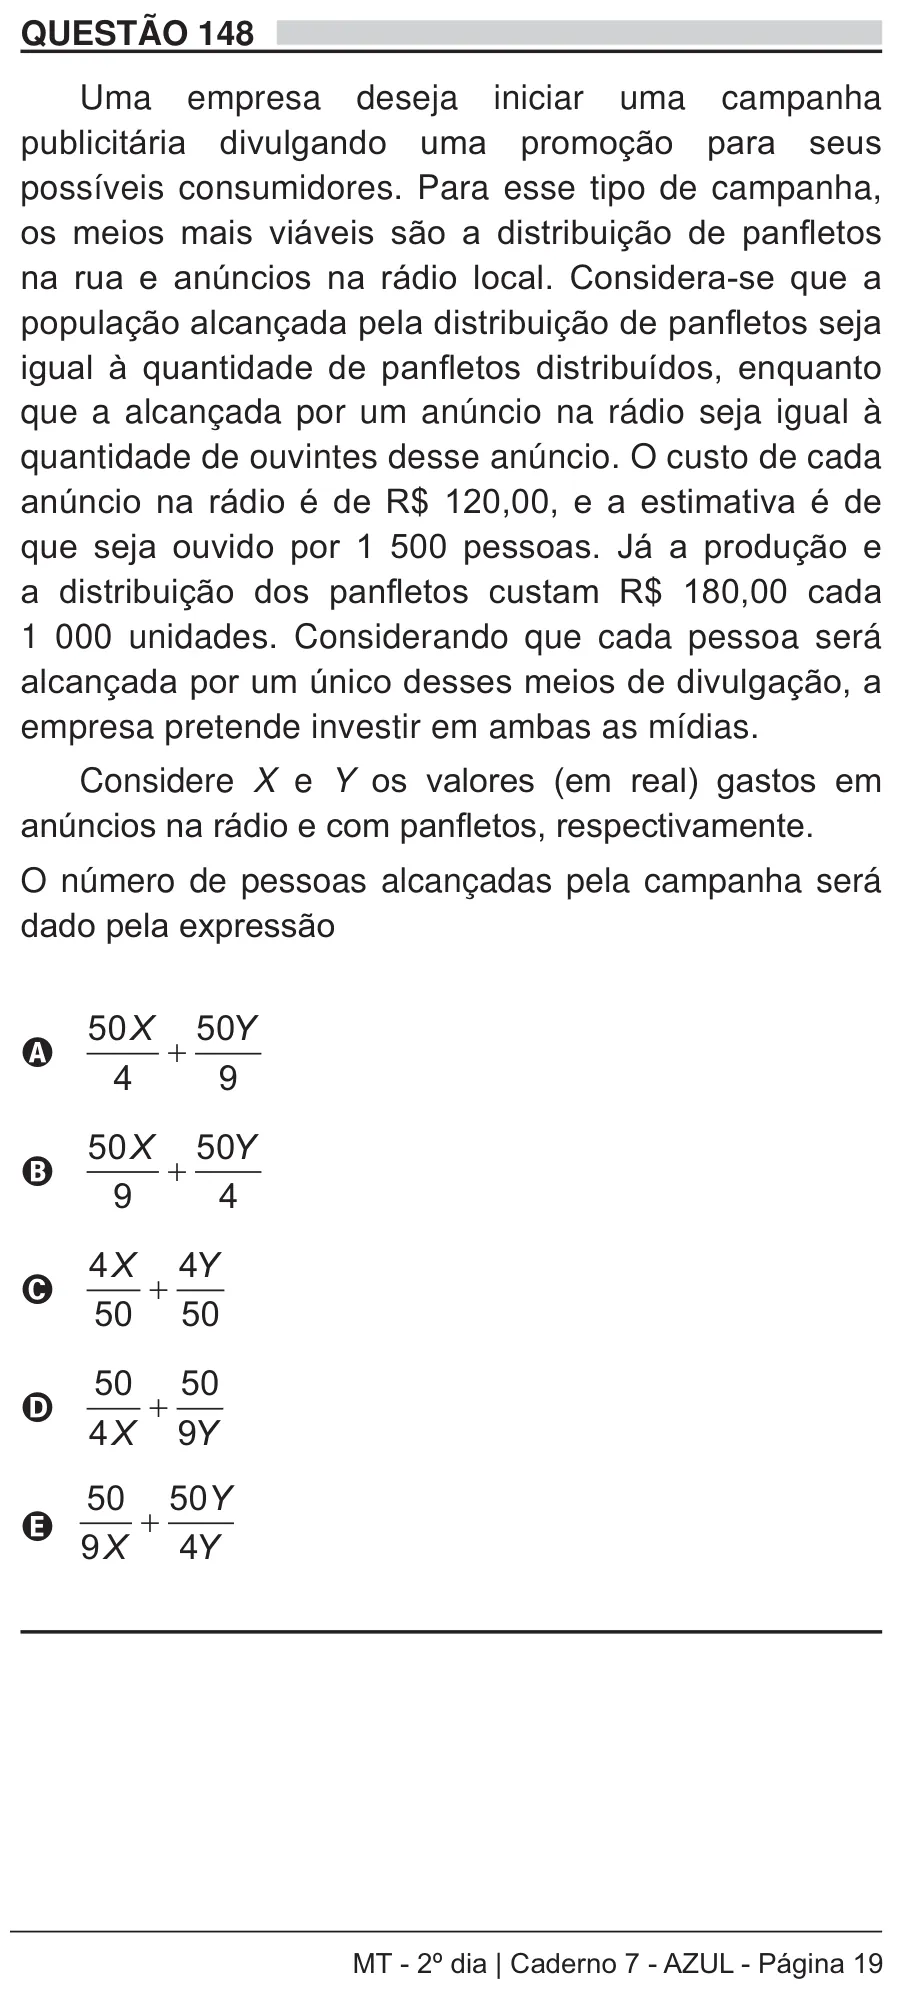 QUESTÃO 148
Uma empresa deseja iniciar uma campanha
publicitária divulgando uma promoção para seus
possíveis consumidores. Para esse tipo de campanha,
os meios mais viáveis são a distribuição de panfletos
na rua e anúncios na rádio local. Considera-se que a
população alcançada pela distribuição de panfletos seja
igual à quantidade de panfletos distribuídos, enquanto
que a alcançada por um anúncio na rádio seja igual à
quantidade de ouvintes desse anúncio. O custo de cada
anúncio na rádio é de R$ 120,00, e a estimativa é de
que seja ouvido por 1 500 pessoas. Já a produção e
a distribuição dos panfletos custam R$ 180,00 cada
1 000 unidades. Considerando que cada pessoa será
alcançada por um único desses meios de divulgação, a
empresa pretende investir em ambas as mídias.
Considere X e Y os valores (em real) gastos em
anúncios na rádio e com panfletos, respectivamente.
O número de pessoas alcançadas pela campanha será
dado pela expressão
A 50X/4 + 50Y/9
B 50X/9 + 50Y/4
C 4X/50 + 4Y/50
D 50/4X + 50/9Y
E 50/9X + 50Y/4Y
MT - 2º dia | Caderno 7 - AZUL - Página 19